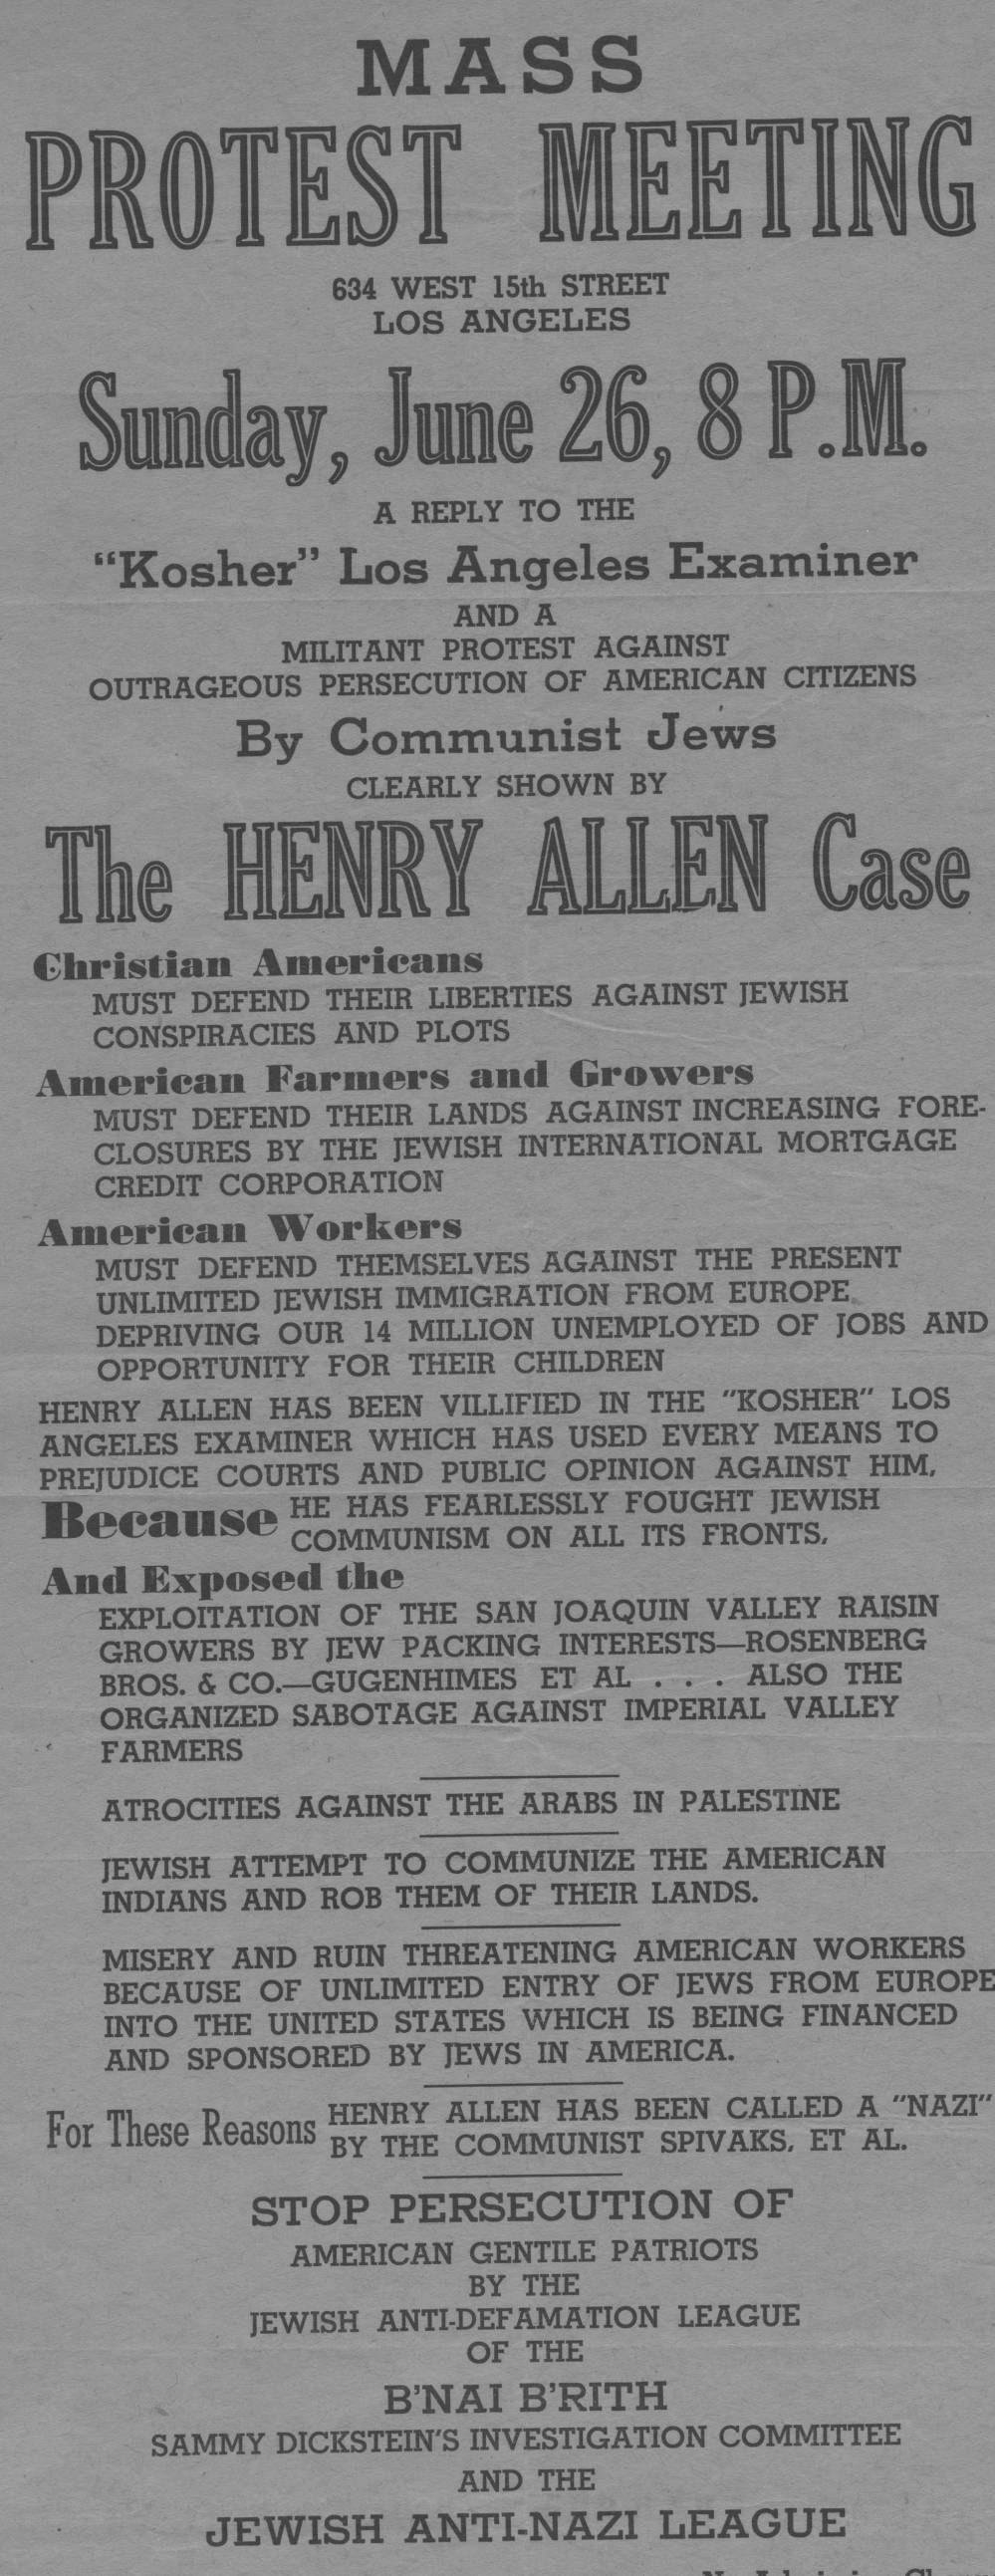 MASS
PROTEST MEETING
634 WEST 15th STREET
LOS ANGELES
Sunday, June 26, 8 P.M.
A REPLY TO THE
"Kosher" Los Angeles Examiner
AND A
MILITANT PROTEST AGAINST
OUTRAGEOUS PERSECUTION OF AMERICAN CITIZENS
By Communist Jews
CLEARLY SHOWN BY
The HENRY ALLEN Case
Christian Americans
MUST DEFEND THEIR LIBERTIES AGAINST JEWISH
CONSPIRACIES AND PLOTS
American Farmers and Growers
MUST DEFEND THEIR LANDS AGAINST INCREASING FORE-
CLOSURES BY THE JEWISH INTERNATIONAL MORTGAGE
CREDIT CORPORATION
American Workers
MUST DEFEND THEMSELVES AGAINST THE PRESENT
UNLIMITED JEWISH IMMIGRATION FROM EUROPE
DEPRIVING OUR 14 MILLION UNEMPLOYED OF JOBS AND
OPPORTUNITY FOR THEIR CHILDREN
HENRY ALLEN HAS BEEN VILLIFIED IN THE "KOSHER" LOS
ANGELES EXAMINER WHICH HAS USED EVERY MEANS TO
PREJUDICE COURTS AND PUBLIC OPINION AGAINST HIM,
Because HE HAS FEARLESSLY FOUGHT JEWISH
COMMUNISM ON ALL ITS FRONTS.
And Exposed the
EXPLOITATION OF THE SAN JOAQUIN VALLEY RAISIN
GROWERS BY JEW PACKING INTERESTS—ROSENBERG
BROS. & CO.—GUGENHIMES ET AL . . . ALSO THE
ORGANIZED SABOTAGE AGAINST IMPERIAL VALLEY
FARMERS
ATROCITIES AGAINST THE ARABS IN PALESTINE
JEWISH ATTEMPT TO COMMUNIZE THE AMERICAN
INDIANS AND ROB THEM OF THEIR LANDS.
MISERY AND RUIN THREATENING AMERICAN WORKERS
BECAUSE OF UNLIMITED ENTRY OF JEWS FROM EUROPE
INTO THE UNITED STATES WHICH IS BEING FINANCED
AND SPONSORED BY JEWS IN AMERICA.
For These Reasons HENRY ALLEN HAS BEEN CALLED A "NAZI"
BY THE COMMUNIST SPIVAKS, ET AL.
STOP PERSECUTION OF
AMERICAN GENTILE PATRIOTS
BY THE
JEWISH ANTI-DEFAMATION LEAGUE
OF THE
B'NAI B'RITH
SAMMY DICKSTEIN'S INVESTIGATION COMMITTEE
AND THE
JEWISH ANTI-NAZI LEAGUE